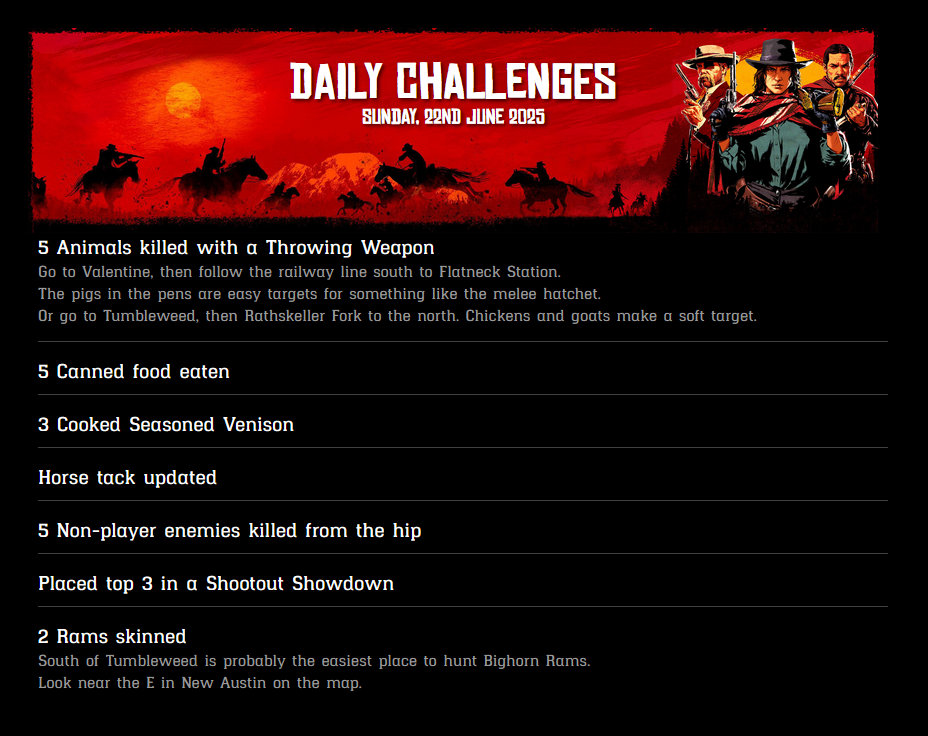 DAILY CHALLENGES
SUNDAY, 22ND JUNE 2025
5 Animals killed with a Throwing Weapon
Go to Valentine, then follow the railway line south to Flatneck Station.
The pigs in the pens are easy targets for something like the melee hatchet.
Or go to Tumbleweed, then Rathskeller Fork to the north. Chickens and goats make a soft target.
5 Canned food eaten
3 Cooked Seasoned Venison
Horse tack updated
5 Non-player enemies killed from the hip
Placed top 3 in a Shootout Showdown
2 Rams skinned
South of Tumbleweed is probably the easiest place to hunt Bighorn Rams.
Look near the E in New Austin on the map.